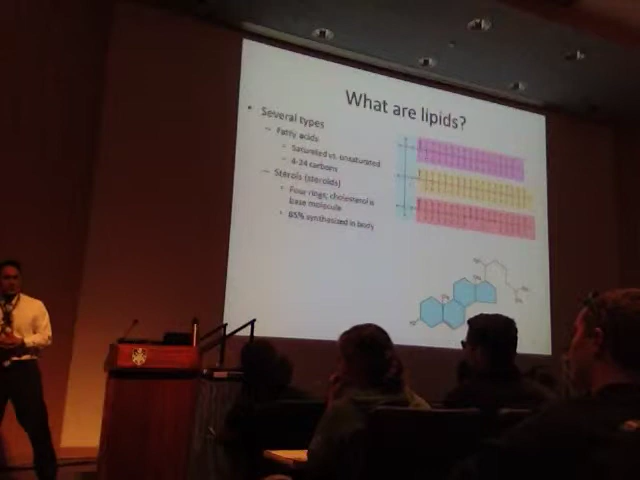 What are lipids?
• Several types
– Fatty acids
• Saturated vs. unsaturated
• 4-24 carbons
– Sterols (steroids)
• Four rings; cholesterol is
base molecule
• 85% synthesized in body